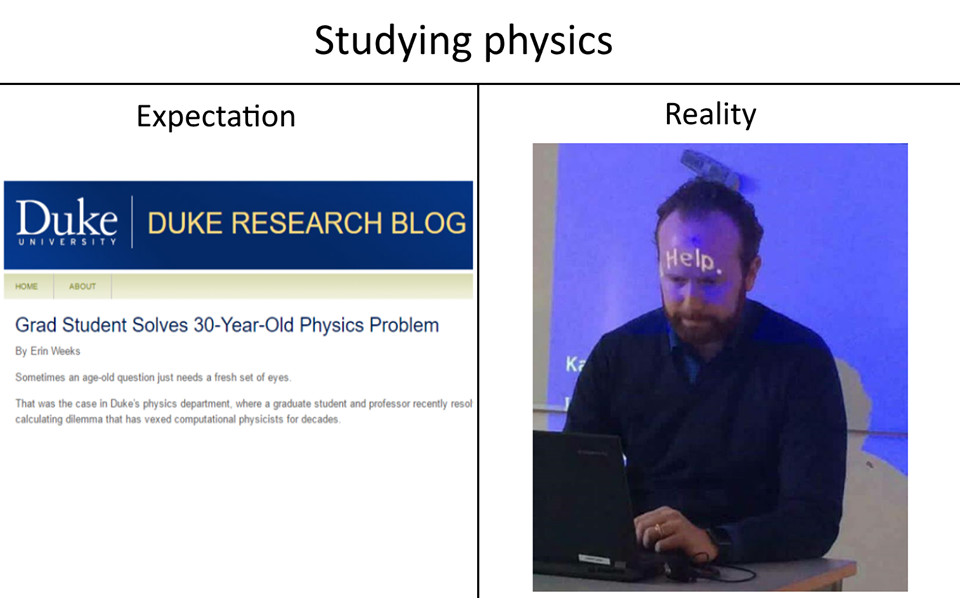 Studying physics
Expectation
Reality
Duke
UNIVERSITY
DUKE RESEARCH BLOG
HOME
ABOUT
Grad Student Solves 30-Year-Old Physics Problem
By Erin Weeks
Sometimes an age-old question just needs a fresh set of eyes.
That was the case in Duke's physics department, where a graduate student and professor recently resol
calculating dilemma that has vexed computational physicists for decades.
Help.
Ka